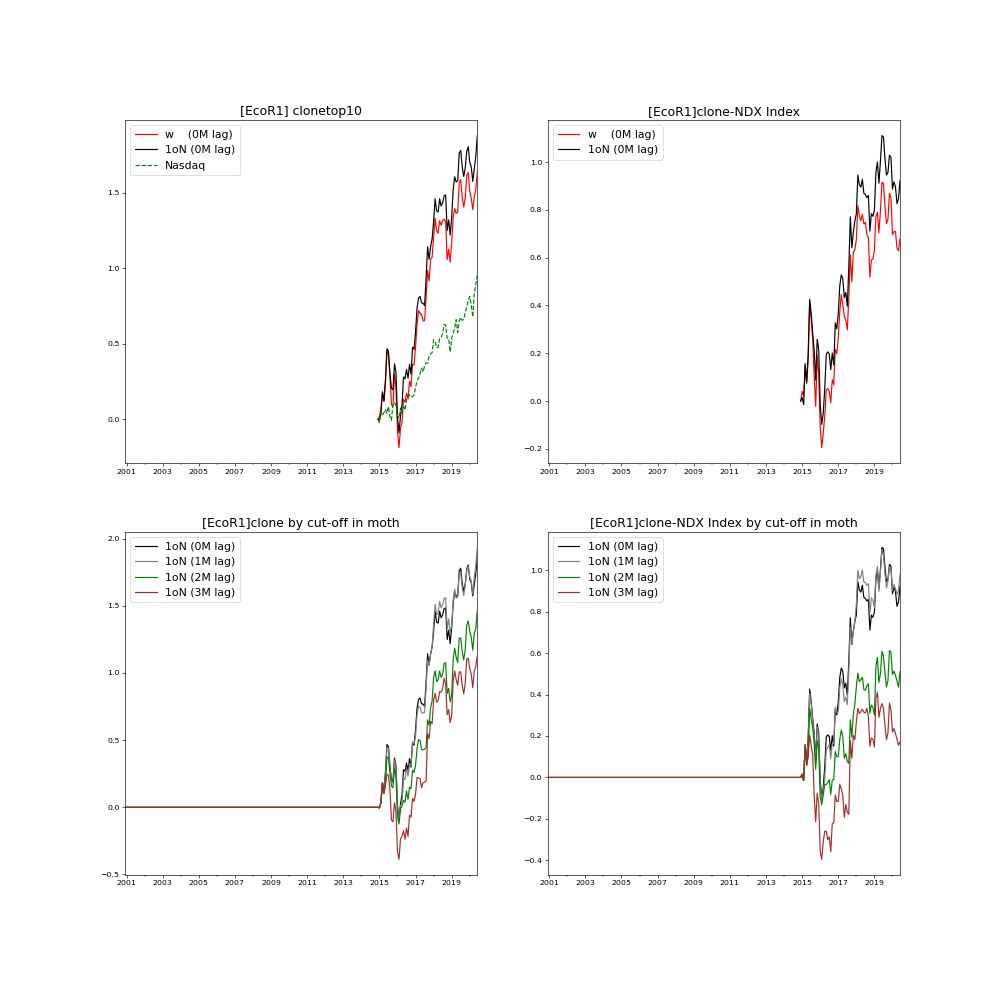 [EcoR1] clonetop10
w    (0M lag)
1oN (0M lag)
Nasdaq
1.5
1.0
0.5
0.0
2001 2003 2005 2007 2009 2011 2013 2015 2017 2019
[EcoR1]clone-NDX Index
w    (0M lag)
1oN (0M lag)
1.0
0.8
0.6
0.4
0.2
0.0
−0.2
2001 2003 2005 2007 2009 2011 2013 2015 2017 2019
[EcoR1]clone by cut-off in moth
1oN (0M lag)
1oN (1M lag)
1oN (2M lag)
1oN (3M lag)
2.0
1.5
1.0
0.5
0.0
−0.5
2001 2003 2005 2007 2009 2011 2013 2015 2017 2019
[EcoR1]clone-NDX Index by cut-off in moth
1oN (0M lag)
1oN (1M lag)
1oN (2M lag)
1oN (3M lag)
1.0
0.8
0.6
0.4
0.2
0.0
−0.2
−0.4
2001 2003 2005 2007 2009 2011 2013 2015 2017 2019